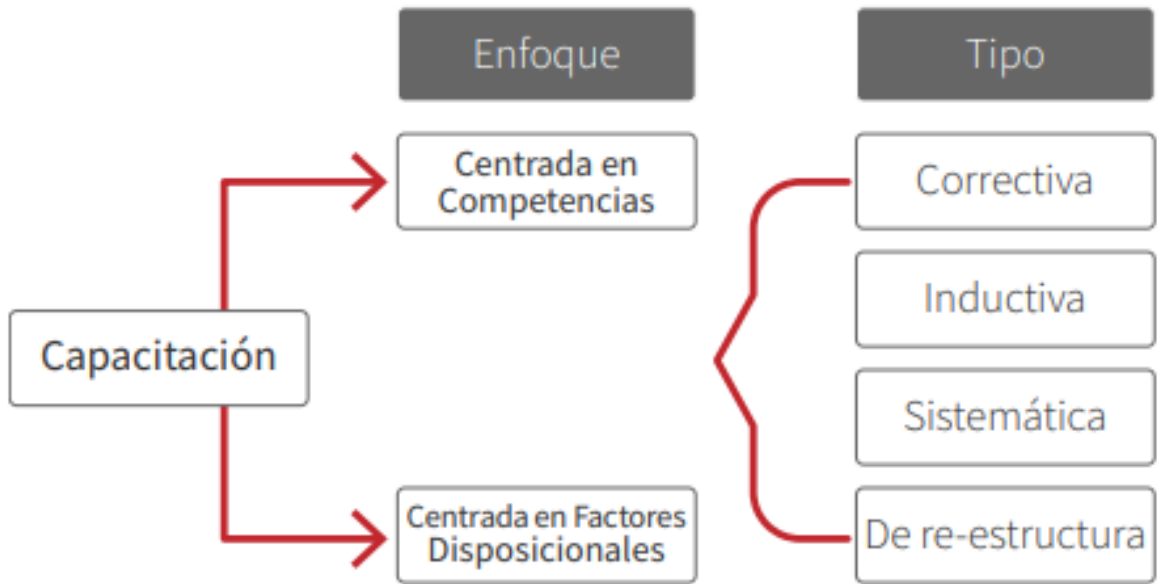 Enfoque
Tipo
Centrada en
Competencias
Correctiva
Inductiva
Capacitación
Sistemática
Centrada en Factores
Disposicionales
De re-estructura